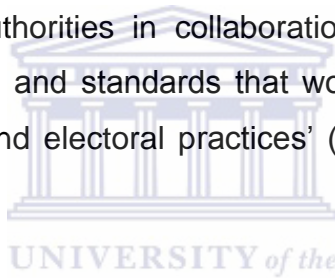 uthorities in collaboratio
and standards that wo
nd electoral practices’ (
UNIVERSITY of the